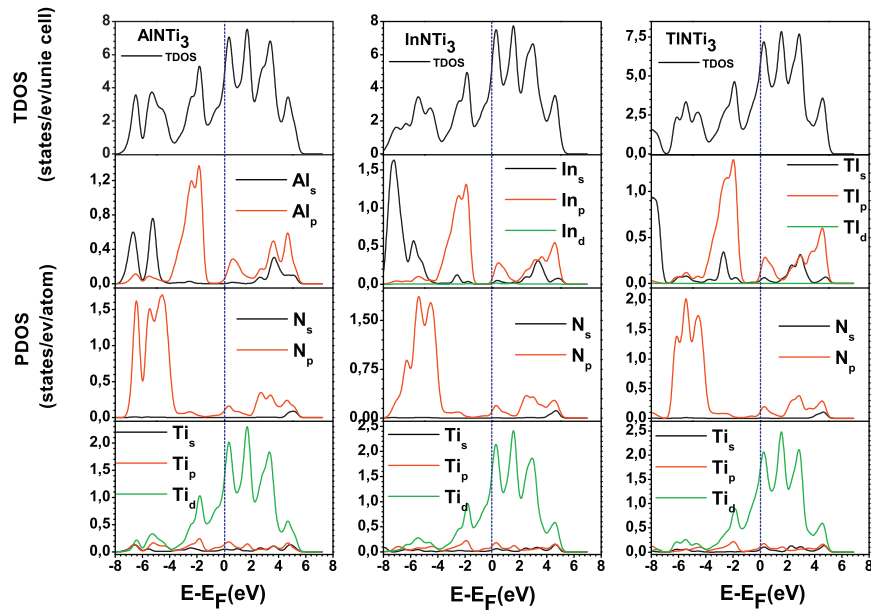 TDOS
(states/ev/unie cell)
PDOS
(states/ev/atom)
AlNTi3
TDOS
8
6
4
2
0
InNTi3
TDOS
8
6
4
2
0
TlNTi3
TDOS
7,5
5,0
2,5
0,0
Als
Alp
1,2
0,8
0,4
0,0
Ins
Inp
Ind
1,5
1,0
0,5
0,0
Tls
Tlp
Tld
1,2
0,9
0,6
0,3
0,0
Ns
Np
1,5
1,0
0,5
0,0
Ns
Np
1,50
0,75
0,00
Ns
Np
2,0
1,5
1,0
0,5
0,0
Tis
Tip
Tid
2,0
1,5
1,0
0,5
0,0
Tis
Tip
Tid
2,5
2,0
1,5
1,0
0,5
0,0
Tis
Tip
Tid
2,5
2,0
1,5
1,0
0,5
0,0
-8 -6 -4 -2 0 2 4 6 8
-8 -6 -4 -2 0 2 4 6 8
-8 -6 -4 -2 0 2 4 6 8
E-EF(eV)
E-EF(eV)
E-EF(eV)